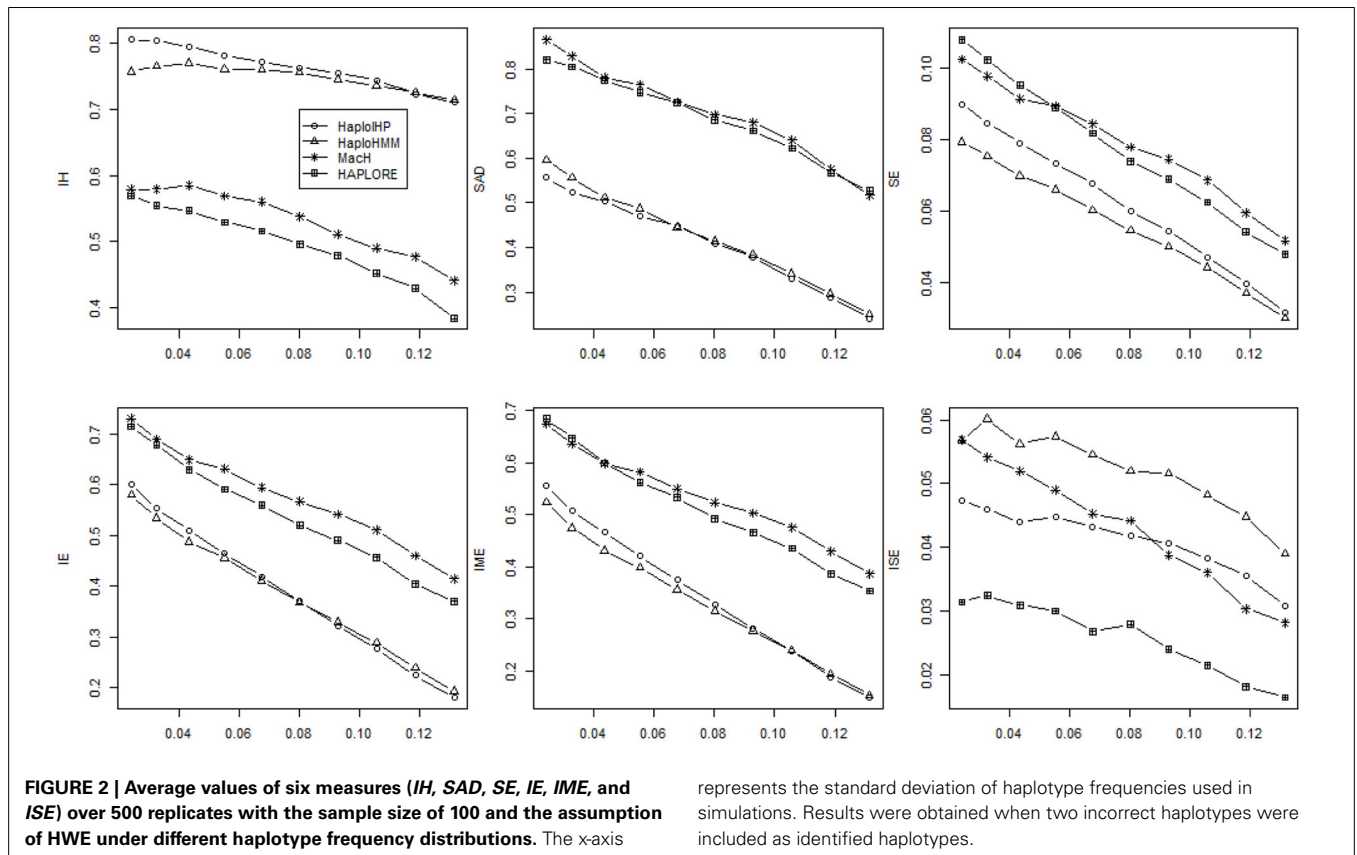 IH
0.4 0.5 0.6 0.7 0.8
0.04 0.06 0.08 0.10 0.12
HaploIHP
HaploHMM
MacH
HAPLORE
SAD
0.3 0.4 0.5 0.6 0.7 0.8
0.04 0.06 0.08 0.10 0.12
SE
0.04 0.06 0.08 0.10
0.04 0.06 0.08 0.10 0.12
IE
0.2 0.3 0.4 0.5 0.6 0.7
0.04 0.06 0.08 0.10 0.12
IME
0.2 0.3 0.4 0.5 0.6 0.7
0.04 0.06 0.08 0.10 0.12
ISE
0.02 0.03 0.04 0.05 0.06
0.04 0.06 0.08 0.10 0.12
FIGURE 2 | Average values of six measures (IH, SAD, SE, IE, IME, and
ISE) over 500 replicates with the sample size of 100 and the assumption
of HWE under different haplotype frequency distributions. The x-axis
represents the standard deviation of haplotype frequencies used in
simulations. Results were obtained when two incorrect haplotypes were
included as identified haplotypes.